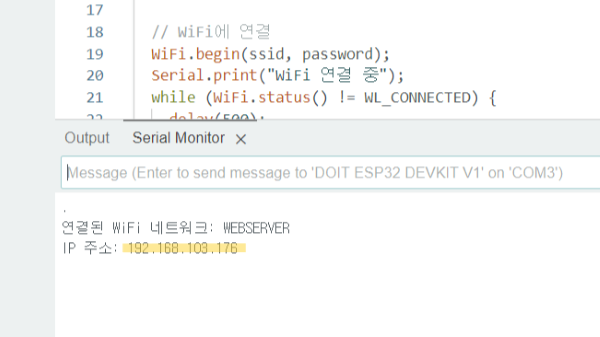 17
18 // WiFi에 연결
19 WiFi.begin(ssid, password);
20 Serial.print("WiFi 연결 중");
21 while (WiFi.status() != WL_CONNECTED) {
22 delay(500);
Output Serial Monitor
Message (Enter to send message to 'DOIT ESP32 DEVKIT V1' on 'COM3')
.
연결된 WiFi 네트워크: WEBSERVER
IP 주소: 192.168.103.176